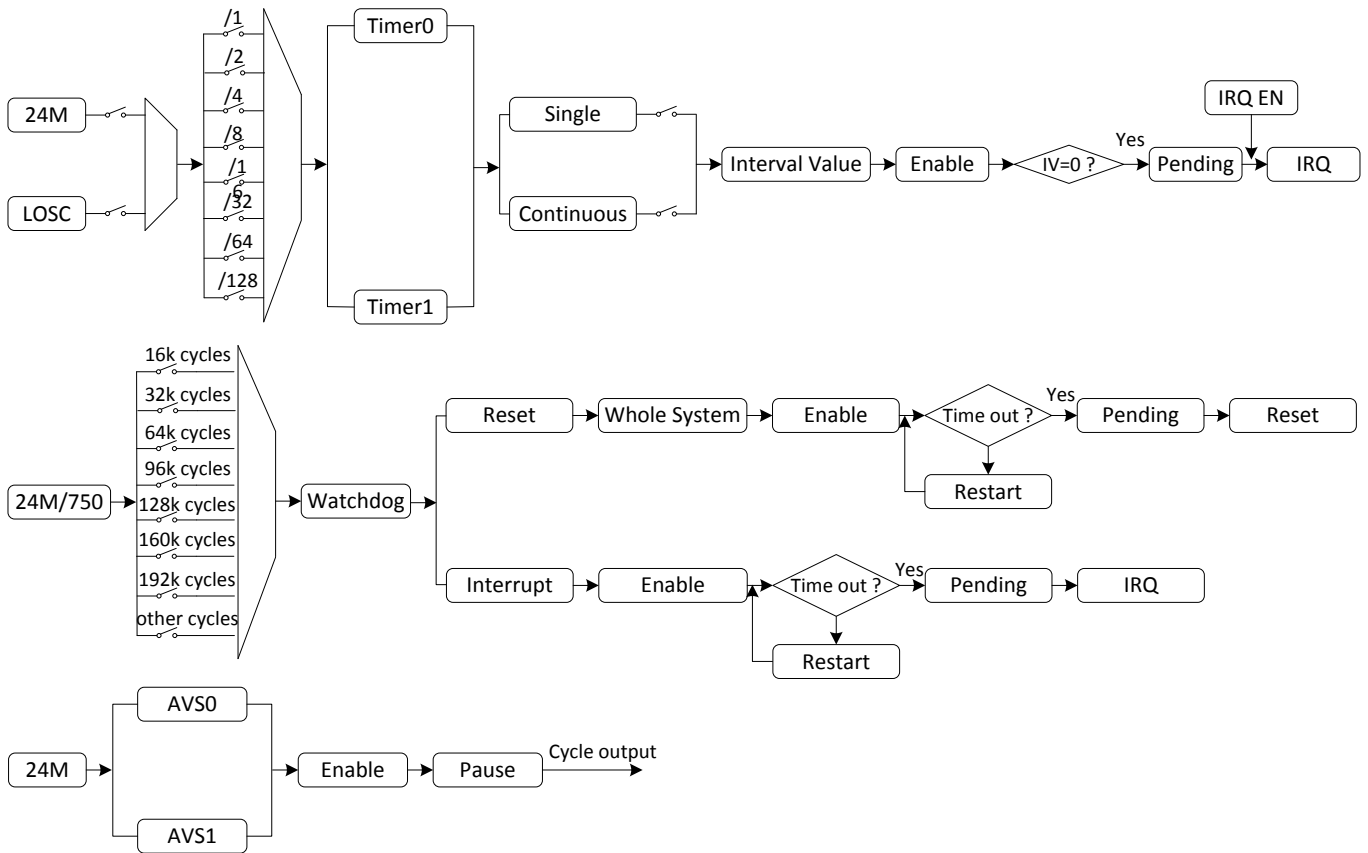 /1
/2
/4
/8
/1
6
/32
/64
/128
24M
LOSC
Timer0
Timer1
Single
Continuous
Interval Value
Enable
IV=0 ?
Yes
Pending
IRQ EN
IRQ
16k cycles
32k cycles
64k cycles
96k cycles
128k cycles
160k cycles
192k cycles
other cycles
24M/750
Watchdog
Reset
Whole System
Enable
Time out ?
Yes
Pending
Reset
Restart
Interrupt
Enable
Time out ?
Yes
Pending
IRQ
Restart
24M
AVS0
AVS1
Enable
Pause
Cycle output